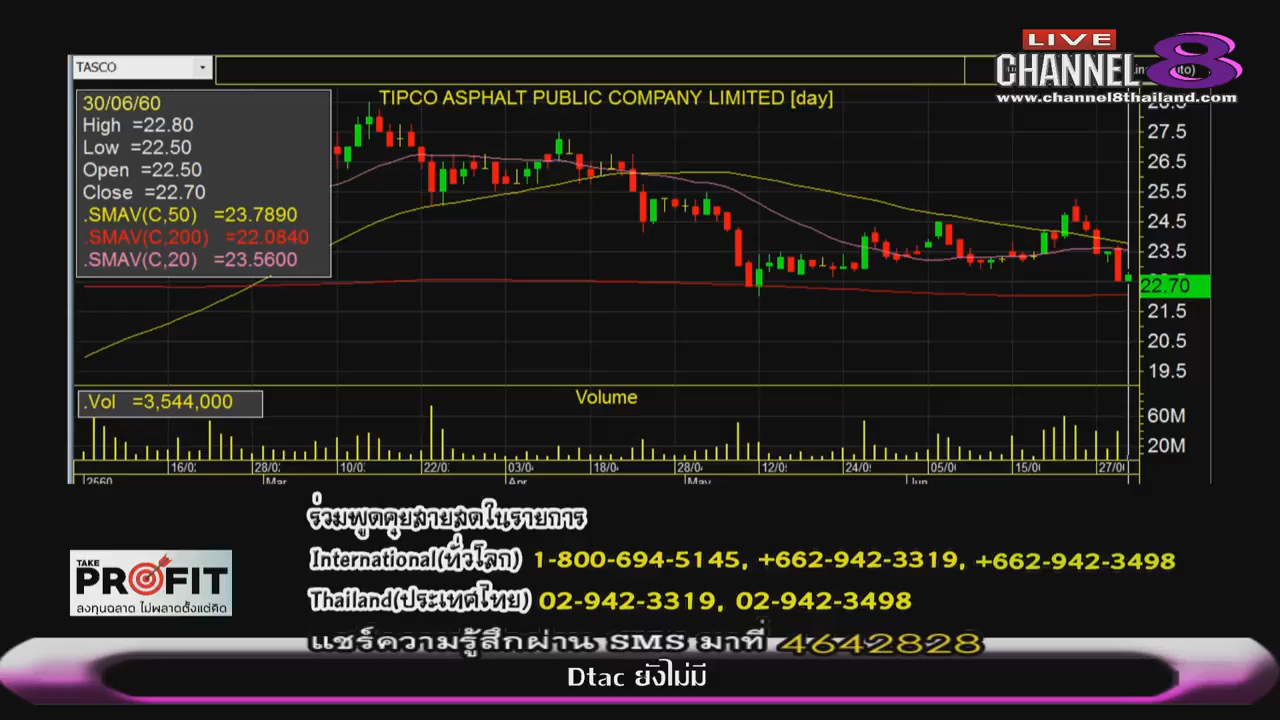 LIVE
CHANNEL 8
www.channel8thailand.com
TASCO
TIPCO ASPHALT PUBLIC COMPANY LIMITED [day]
30/06/60
High =22.80
Low =22.50
Open =22.50
Close =22.70
.SMAV(C,50) =23.7890
.SMAV(C,200) =22.0840
.SMAV(C,20) =23.5600
27.5
26.5
25.5
24.5
23.5
22.70
21.5
20.5
19.5
.Vol =3,544,000
Volume
60M
20M
16/0 28/0 10/0 22/0 03/0 18/0 28/0 12/0 24/0 05/0 15/0 27/0
2560 Mar Apr May Jun
ร่วมพูดคุยสายสดในรายการ
International(ทั่วโลก) 1-800-694-5145, +662-942-3319, +662-942-3498
Thailand(ประเทศไทย) 02-942-3319, 02-942-3498
แชร์ความรู้สึกผ่าน SMS มาที่ 4642828
TAKE
PROFIT
ลงทุนฉลาด ไม่พลาดตั้งแต่คิด
Dtac ยังไม่มี